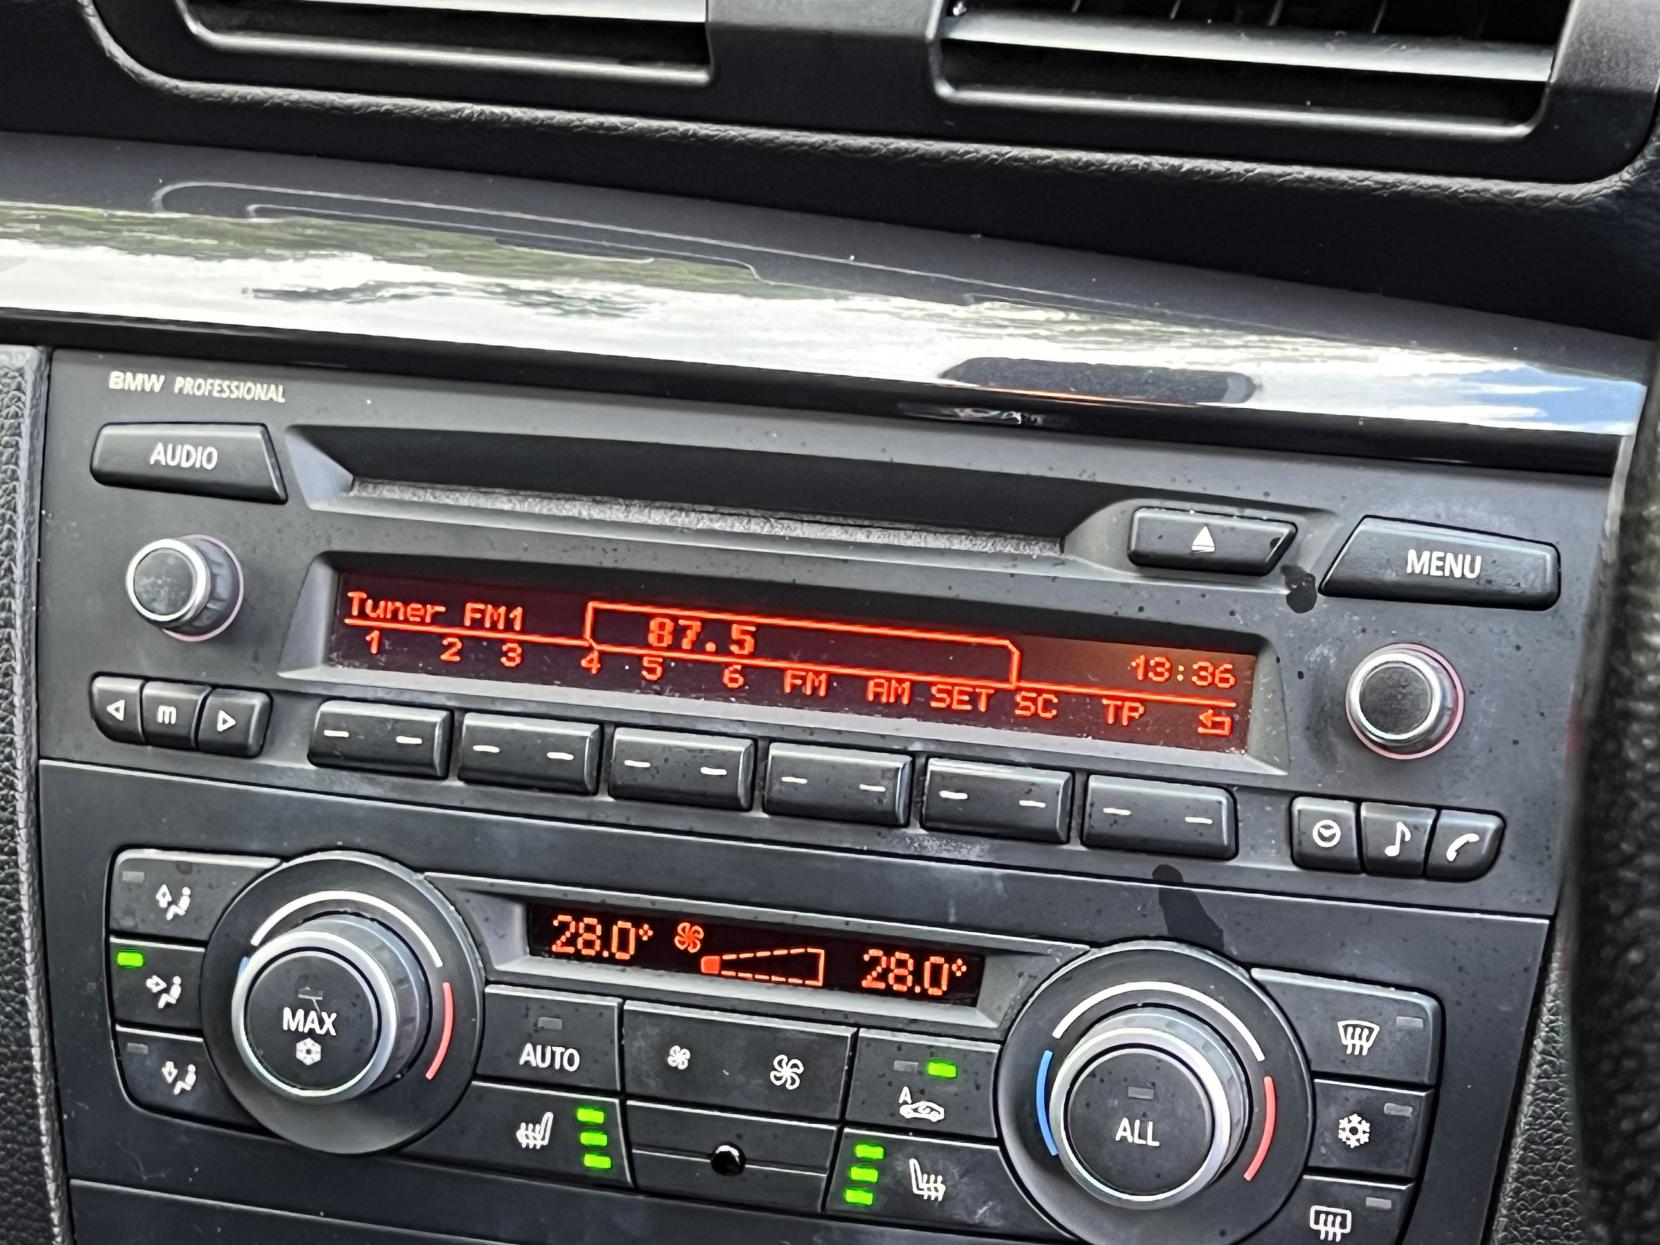 BMW PROFESSIONAL
AUDIO
MENU
Tuner FM1 87.5 13:36
1 2 3 4 5 6 FM AM SET SC TP
m
28.0° 28.0°
MAX
AUTO
A
ALL